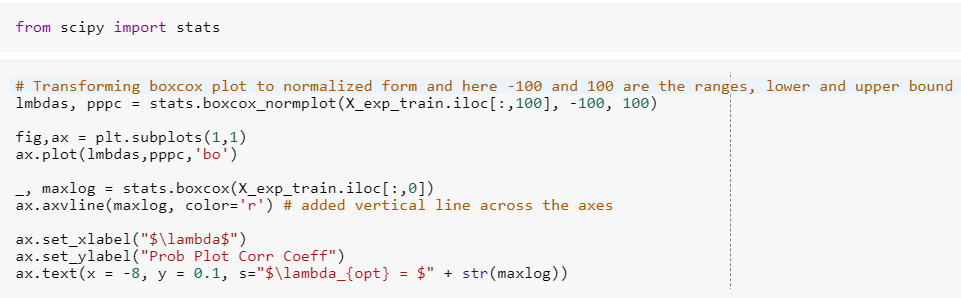 from scipy import stats
# Transforming boxcox plot to normalized form and here -100 and 100 are the ranges, lower and upper bound
lmbdas, pppc = stats.boxcox_normplot(X_exp_train.iloc[:,100], -100, 100)
fig,ax = plt.subplots(1,1)
ax.plot(lmbdas,pppc,'bo')
_, maxlog = stats.boxcox(X_exp_train.iloc[:,0])
ax.axvline(maxlog, color='r') # added vertical line across the axes
ax.set_xlabel("$\lambda$")
ax.set_ylabel("Prob Plot Corr Coeff")
ax.text(x = -8, y = 0.1, s="$\lambda_{opt} = $" + str(maxlog))